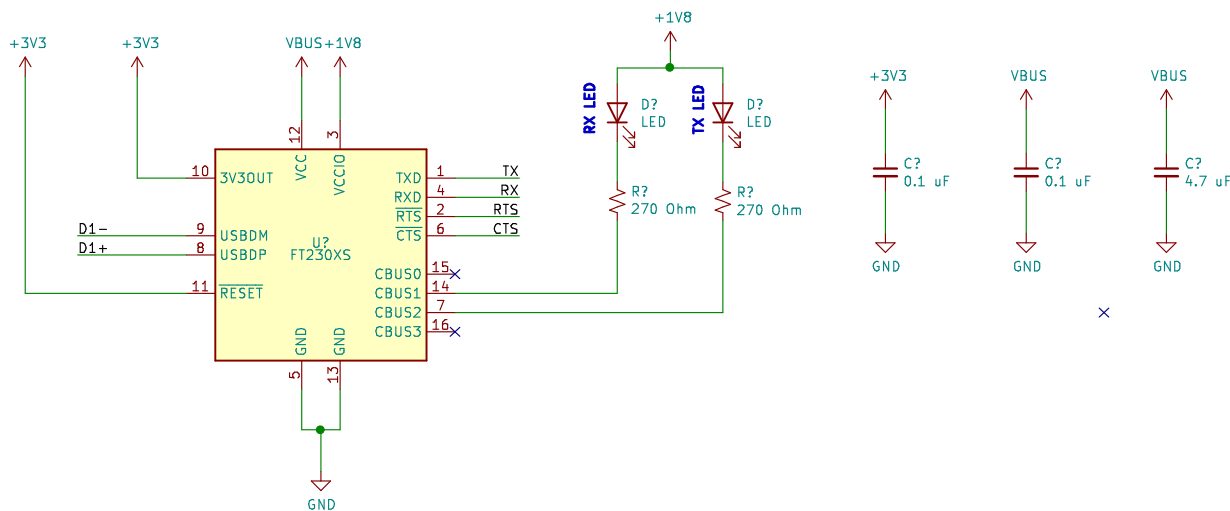 +1V8
+3V3
+3V3
VBUS
+1V8
+3V3
VBUS
VBUS
RX LED
D?
LED
TX LED
D?
LED
12
3
VCC
VCCIO
C?
0.1 uF
C?
0.1 uF
C?
4.7 uF
10
3V3OUT
TXD
1
TX
RXD
4
RX
RTS
2
RTS
CTS
6
CTS
R?
270 Ohm
R?
270 Ohm
D1-
9
USBDM
D1+
8
USBDP
U?
FT230XS
GND
GND
GND
CBUS0
15
11
RESET
CBUS1
14
CBUS2
7
CBUS3
16
GND
GND
5
13
GND